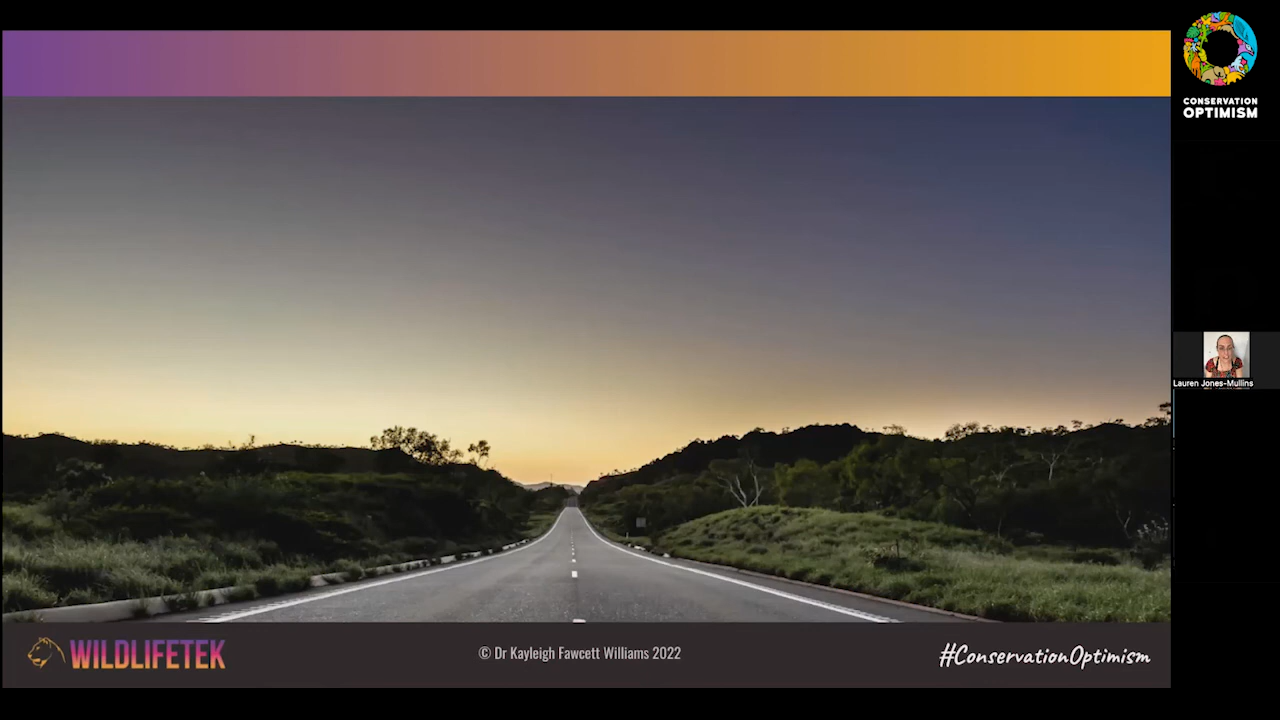 CONSERVATION
OPTIMISM
Lauren Jones-Mullins
WILDLIFETEK
© Dr Kayleigh Fawcett Williams 2022
#ConservationOptimism